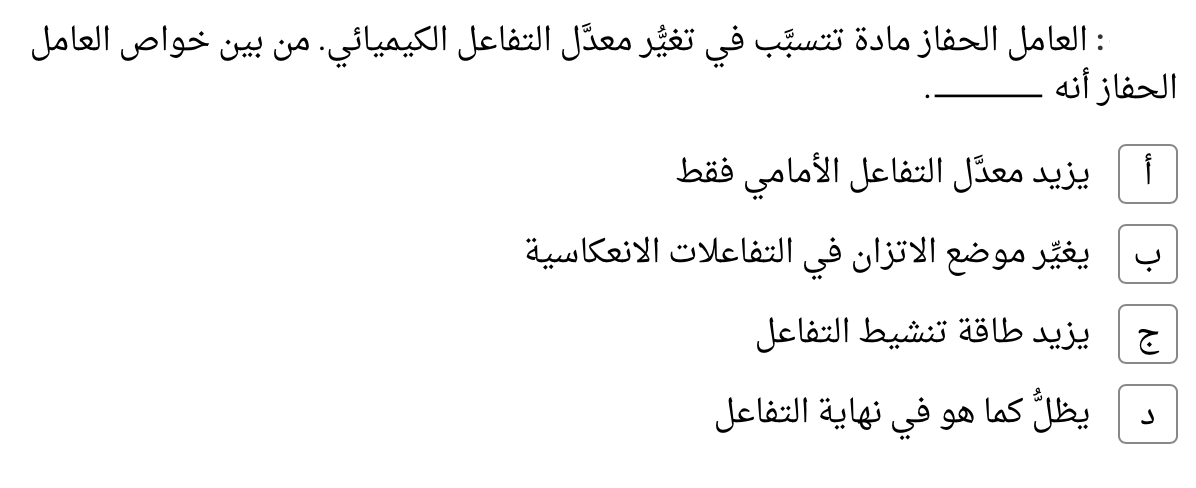 : العامل الحفاز مادة تتسبَّب في تغيُّر معدَّل التفاعل الكيميائي. من بين خواص العامل
الحفاز أنه ________.
أ يزيد معدَّل التفاعل الأمامي فقط
ب يغيِّر موضع الاتزان في التفاعلات الانعكاسية
ج يزيد طاقة تنشيط التفاعل
د يظلُّ كما هو في نهاية التفاعل